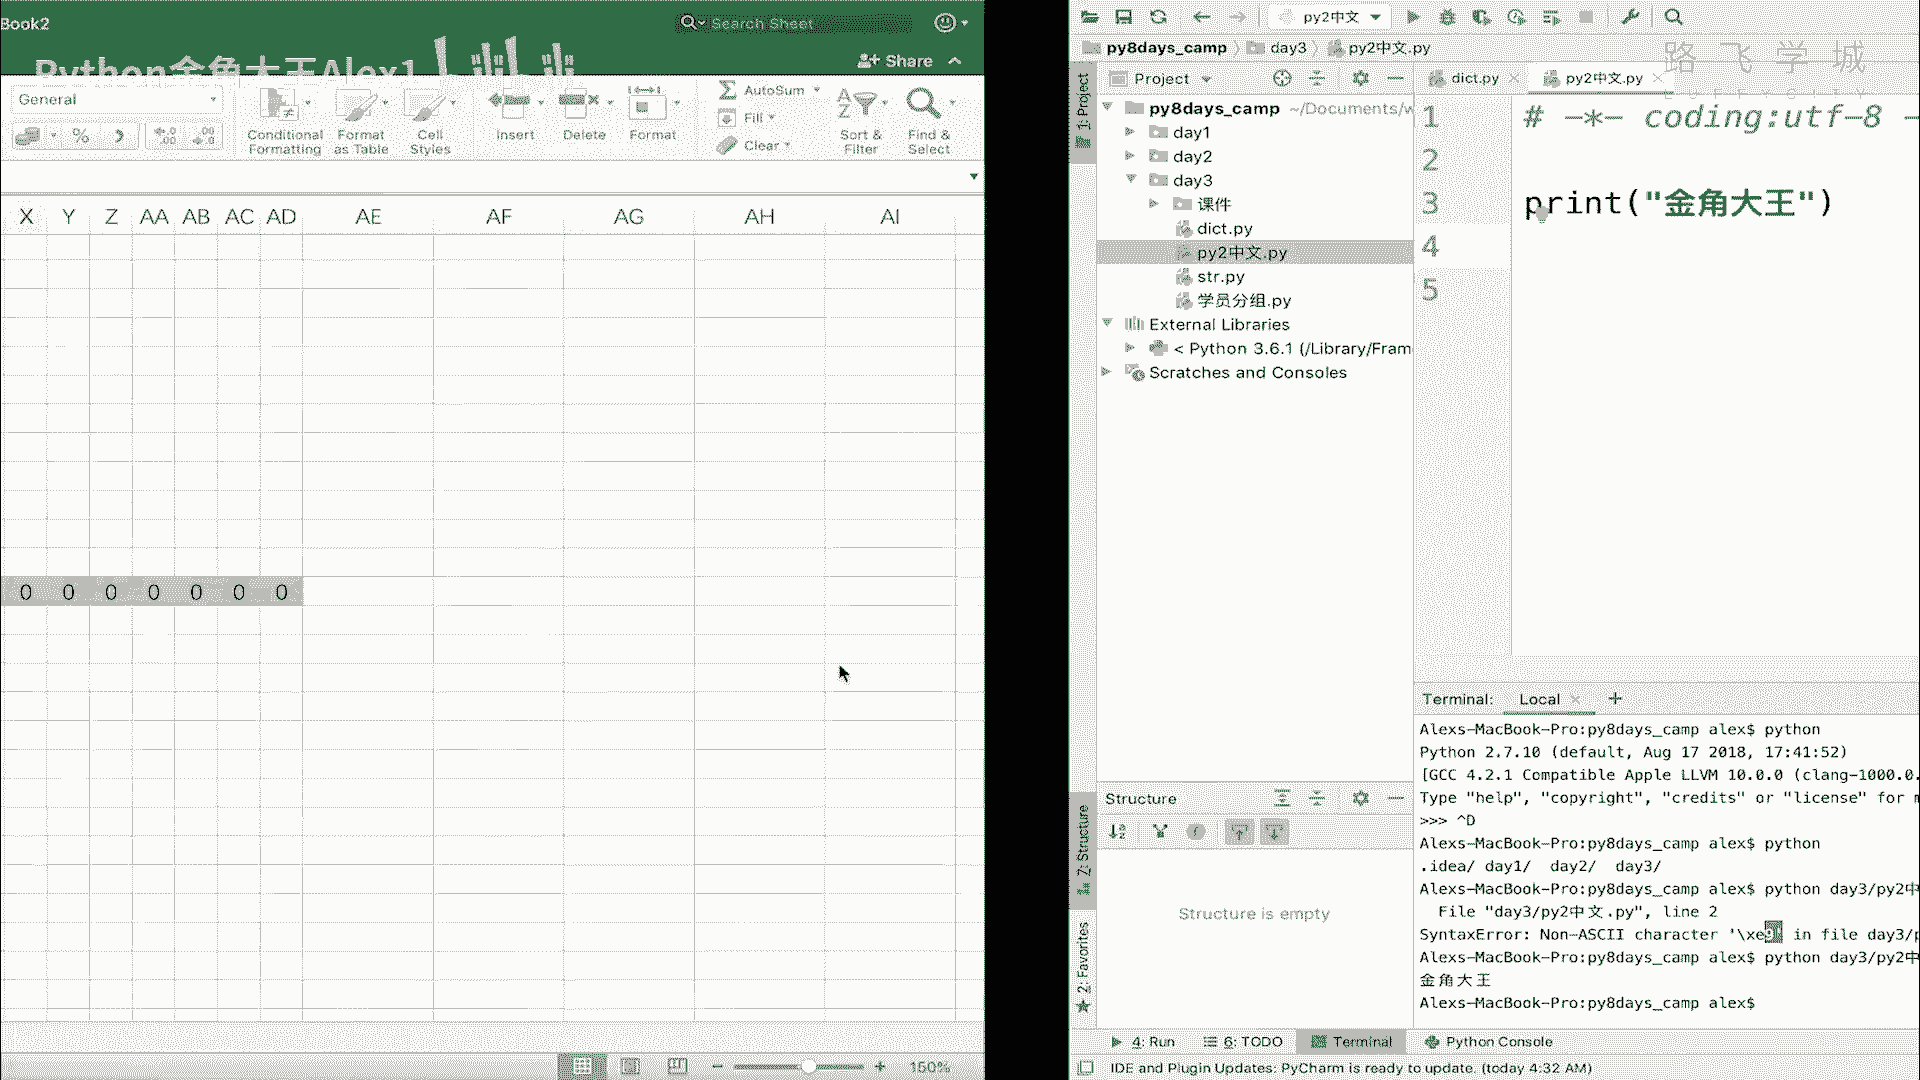 Book2
Search Sheet
Python金角大王Alex1
Share
General
%
Conditional Formatting
Format as Table
Cell Styles
Insert
Delete
Format
AutoSum
Fill
Clear
Sort & Filter
Find & Select
X Y Z AA AB AC AD AE AF AG AH AI
0 0 0 0 0 0 0
150%
py2中文
py8days_camp day3 py2中文.py
路飞学城
1: Project
Project
dict.py
py2中文.py
py8days_camp ~/Documents/w
day1
day2
day3
课件
dict.py
py2中文.py
str.py
学员分组.py
External Libraries
< Python 3.6.1 (/Library/Fram
Scratches and Consoles
1 # -*- coding:utf-8 -
2
3 print("金角大王")
4
5
Structure
Structure is empty
7: Structure
2: Favorites
Terminal: Local
Alexs-MacBook-Pro:py8days_camp alex$ python
Python 2.7.10 (default, Aug 17 2018, 17:41:52)
[GCC 4.2.1 Compatible Apple LLVM 10.0.0 (clang-1000.0.
Type "help", "copyright", "credits" or "license" for m
>>> ^D
Alexs-MacBook-Pro:py8days_camp alex$ python
.idea/ day1/ day2/ day3/
Alexs-MacBook-Pro:py8days_camp alex$ python day3/py2中
File "day3/py2中文.py", line 2
SyntaxError: Non-ASCII character in file day3/p
Alexs-MacBook-Pro:py8days_camp alex$ python day3/py2中
金角大王
Alexs-MacBook-Pro:py8days_camp alex$
4: Run
6: TODO
Terminal
Python Console
IDE and Plugin Updates: PyCharm is ready to update. (today 4:32 AM)